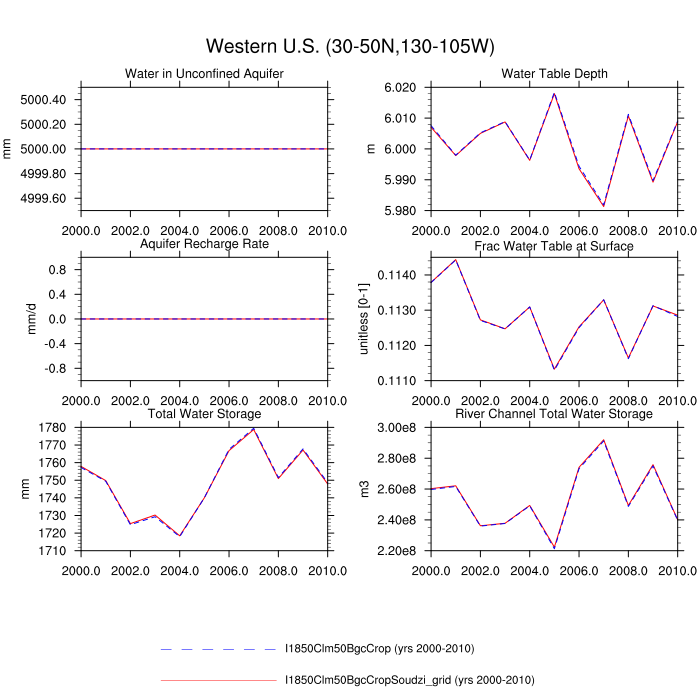 Western U.S. (30-50N,130-105W)
Water in Unconfined Aquifer
5000.40
5000.20
5000.00
4999.80
4999.60
mm
2000.0 2002.0 2004.0 2006.0 2008.0 2010.0
Water Table Depth
6.020
6.010
6.000
5.990
5.980
m
2000.0 2002.0 2004.0 2006.0 2008.0 2010.0
Aquifer Recharge Rate
0.8
0.4
0.0
-0.4
-0.8
mm/d
2000.0 2002.0 2004.0 2006.0 2008.0 2010.0
Frac Water Table at Surface
0.1140
0.1130
0.1120
0.1110
unitless [0-1]
2000.0 2002.0 2004.0 2006.0 2008.0 2010.0
Total Water Storage
1780
1770
1760
1750
1740
1730
1720
1710
mm
2000.0 2002.0 2004.0 2006.0 2008.0 2010.0
River Channel Total Water Storage
3.00e8
2.80e8
2.60e8
2.40e8
2.20e8
m3
2000.0 2002.0 2004.0 2006.0 2008.0 2010.0
I1850Clm50BgcCrop (yrs 2000-2010)
I1850Clm50BgcCropSoudzi_grid (yrs 2000-2010)